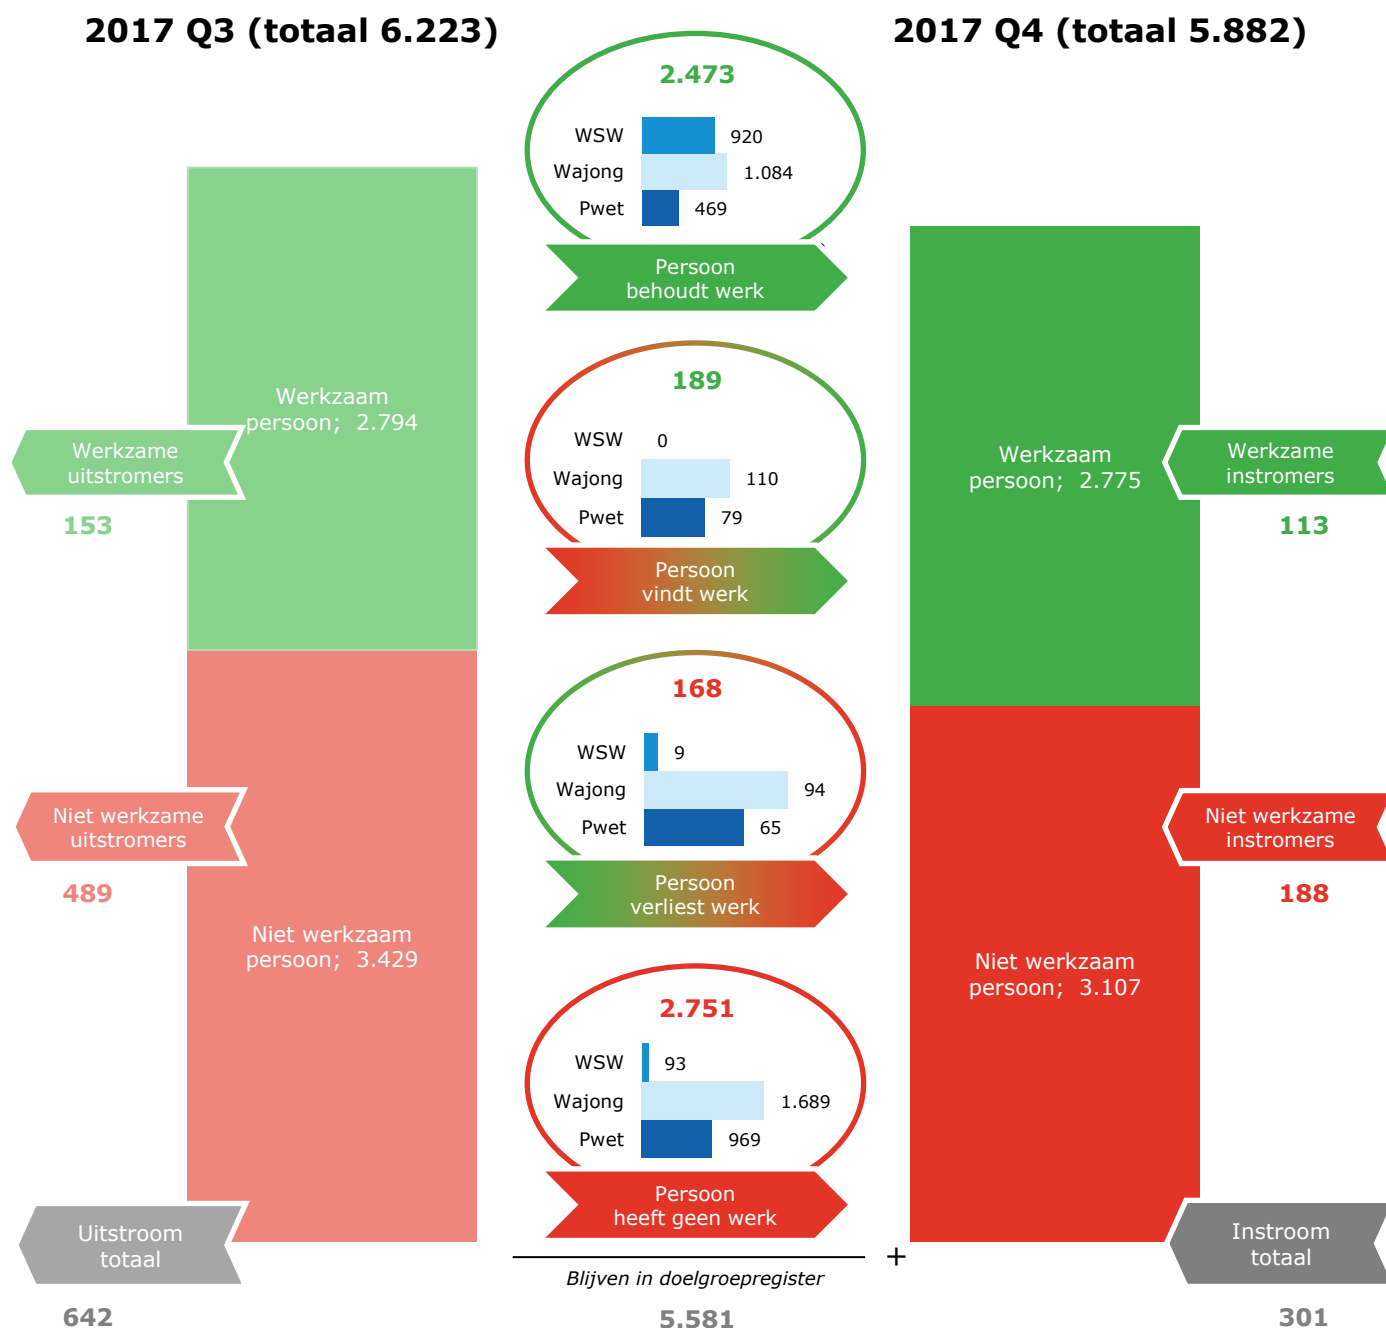 2017 Q3 (totaal 6.223)
2017 Q4 (totaal 5.882)
Werkzaam
persoon; 2.794
Werkzame
uitstromers
153
Niet werkzame
uitstromers
489
Niet werkzaam
persoon; 3.429
Uitstroom
totaal
642
2.473
WSW 920
Wajong 1.084
Pwet 469
Persoon
behoudt werk
189
WSW 0
Wajong 110
Pwet 79
Persoon
vindt werk
168
WSW 9
Wajong 94
Pwet 65
Persoon
verliest werk
2.751
WSW 93
Wajong 1.689
Pwet 969
Persoon
heeft geen werk
+
Blijven in doelgroepregister
5.581
Werkzaam
persoon; 2.775
Werkzame
instromers
113
Niet werkzame
instromers
188
Niet werkzaam
persoon; 3.107
Instroom
totaal
301